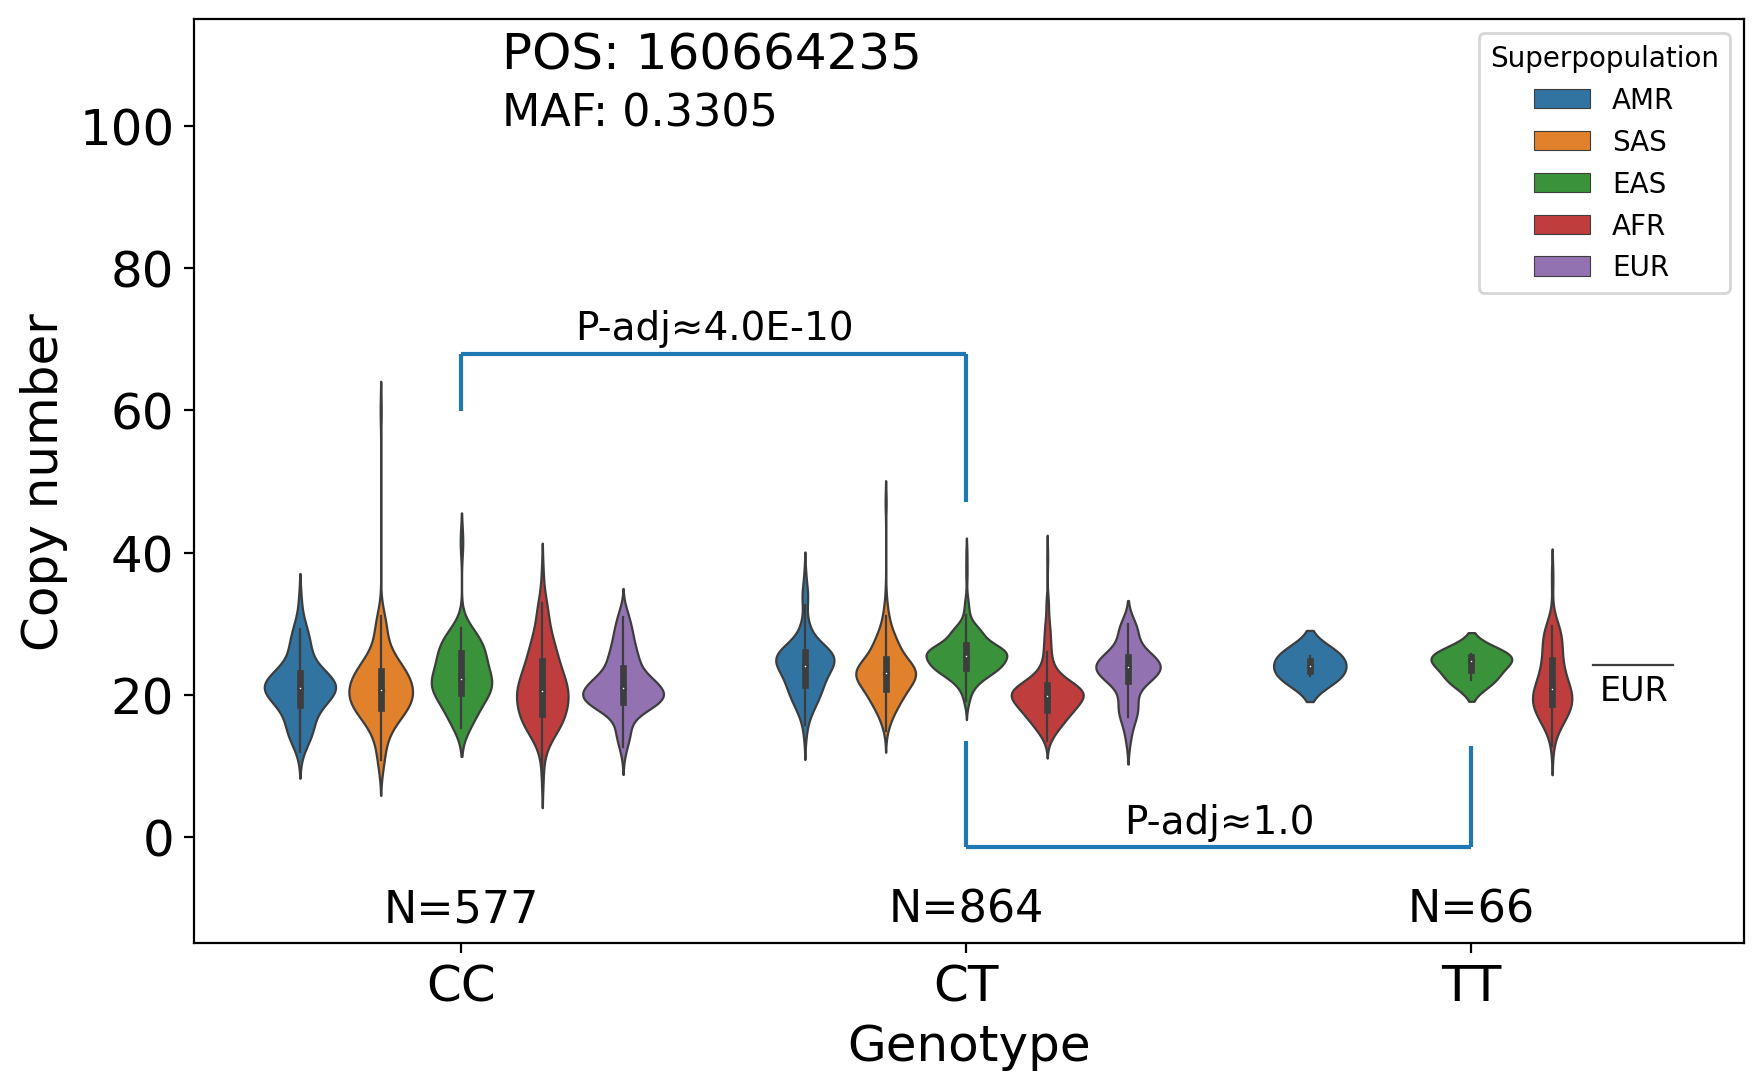 POS: 160664235
MAF: 0.3305
Superpopulation
AMR
SAS
EAS
AFR
EUR
100
80
60
40
20
0
Copy number
P-adj≈4.0E-10
EUR
P-adj≈1.0
N=577
N=864
N=66
CC
CT
TT
Genotype